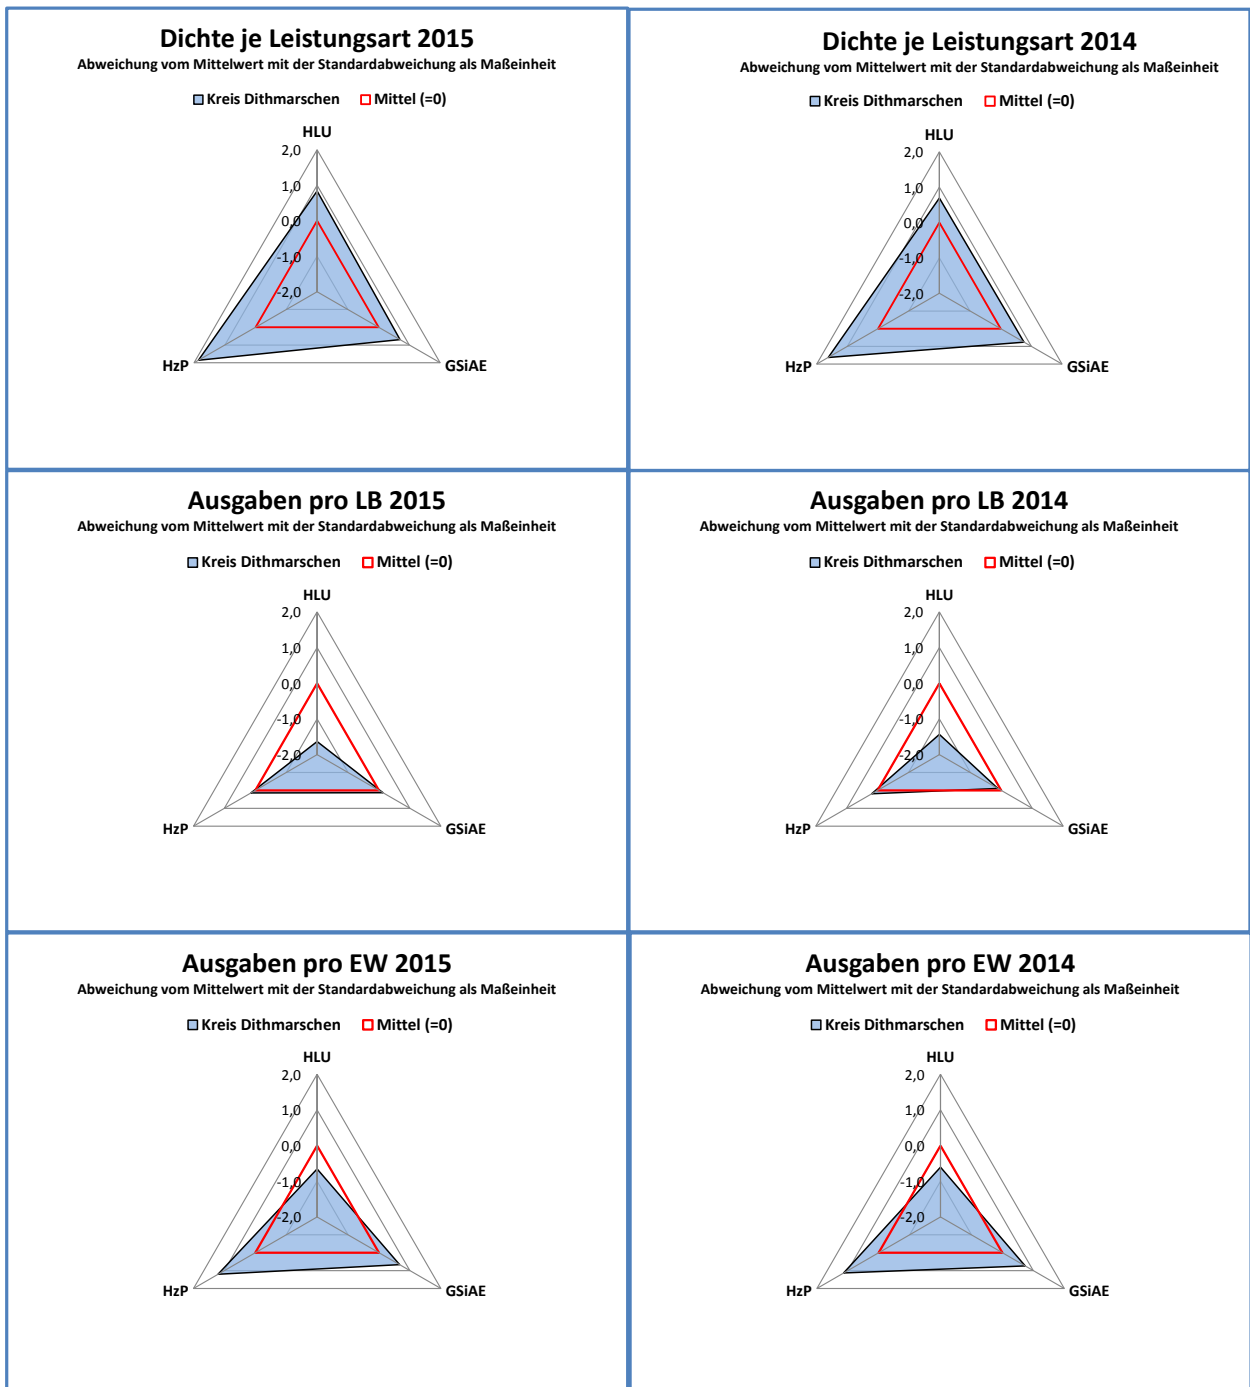 Dichte je Leistungsart 2015
Abweichung vom Mittelwert mit der Standardabweichung als Maßeinheit
Kreis Dithmarschen Mittel (=0)
HLU
2,0
1,0
0,0
-1,0
-2,0
HzP GSiAE
Dichte je Leistungsart 2014
Abweichung vom Mittelwert mit der Standardabweichung als Maßeinheit
Kreis Dithmarschen Mittel (=0)
HLU
2,0
1,0
0,0
-1,0
-2,0
HzP GSiAE
Ausgaben pro LB 2015
Abweichung vom Mittelwert mit der Standardabweichung als Maßeinheit
Kreis Dithmarschen Mittel (=0)
HLU
2,0
1,0
0,0
-1,0
-2,0
HzP GSiAE
Ausgaben pro LB 2014
Abweichung vom Mittelwert mit der Standardabweichung als Maßeinheit
Kreis Dithmarschen Mittel (=0)
HLU
2,0
1,0
0,0
-1,0
-2,0
HzP GSiAE
Ausgaben pro EW 2015
Abweichung vom Mittelwert mit der Standardabweichung als Maßeinheit
Kreis Dithmarschen Mittel (=0)
HLU
2,0
1,0
0,0
-1,0
-2,0
HzP GSiAE
Ausgaben pro EW 2014
Abweichung vom Mittelwert mit der Standardabweichung als Maßeinheit
Kreis Dithmarschen Mittel (=0)
HLU
2,0
1,0
0,0
-1,0
-2,0
HzP GSiAE